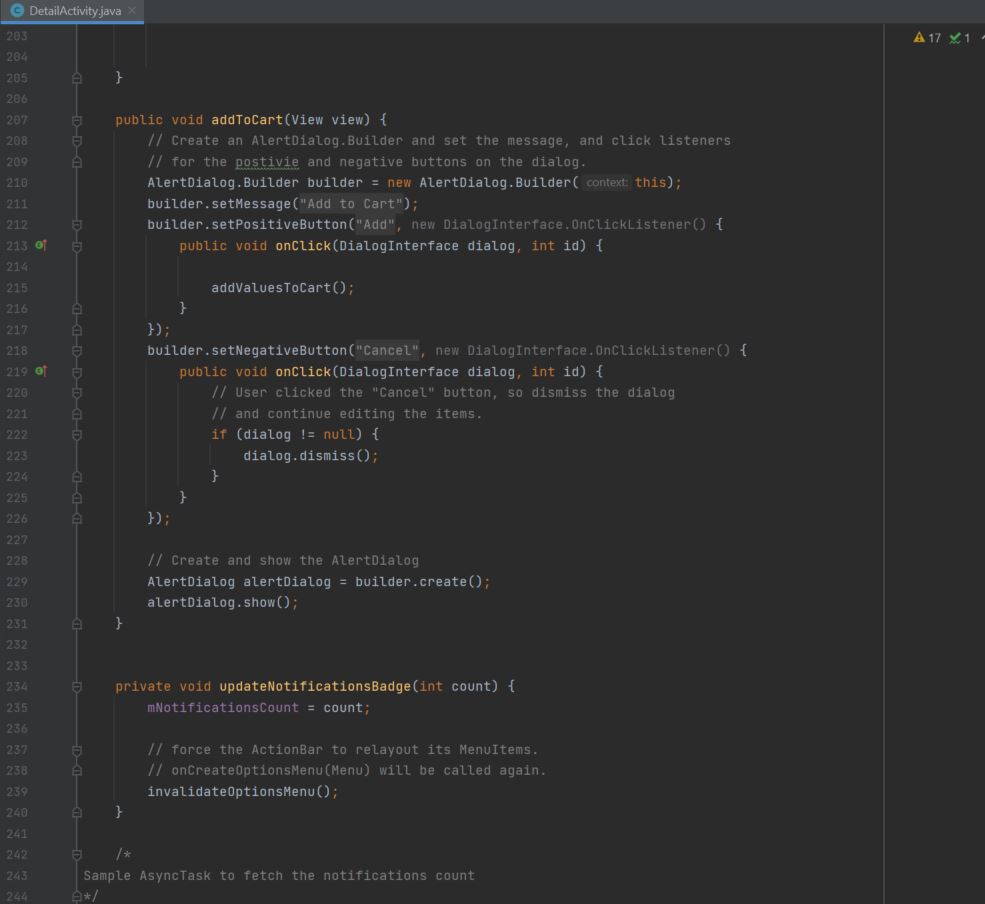 DetailActivity.java
17 1
203
204
205 }
206
207 public void addToCart(View view) {
208 // Create an AlertDialog.Builder and set the message, and click listeners
209 // for the postivie and negative buttons on the dialog.
210 AlertDialog.Builder builder = new AlertDialog.Builder( context: this);
211 builder.setMessage("Add to Cart");
212 builder.setPositiveButton("Add", new DialogInterface.OnClickListener() {
213 public void onClick(DialogInterface dialog, int id) {
214
215 addValuesToCart();
216 }
217 });
218 builder.setNegativeButton("Cancel", new DialogInterface.OnClickListener() {
219 public void onClick(DialogInterface dialog, int id) {
220 // User clicked the "Cancel" button, so dismiss the dialog
221 // and continue editing the items.
222 if (dialog != null) {
223 dialog.dismiss();
224 }
225 }
226 });
227
228 // Create and show the AlertDialog
229 AlertDialog alertDialog = builder.create();
230 alertDialog.show();
231 }
232
233
234 private void updateNotificationsBadge(int count) {
235 mNotificationsCount = count;
236
237 // force the ActionBar to relayout its MenuItems.
238 // onCreateOptionsMenu(Menu) will be called again.
239 invalidateOptionsMenu();
240 }
241
242 /*
243 Sample AsyncTask to fetch the notifications count
244 */